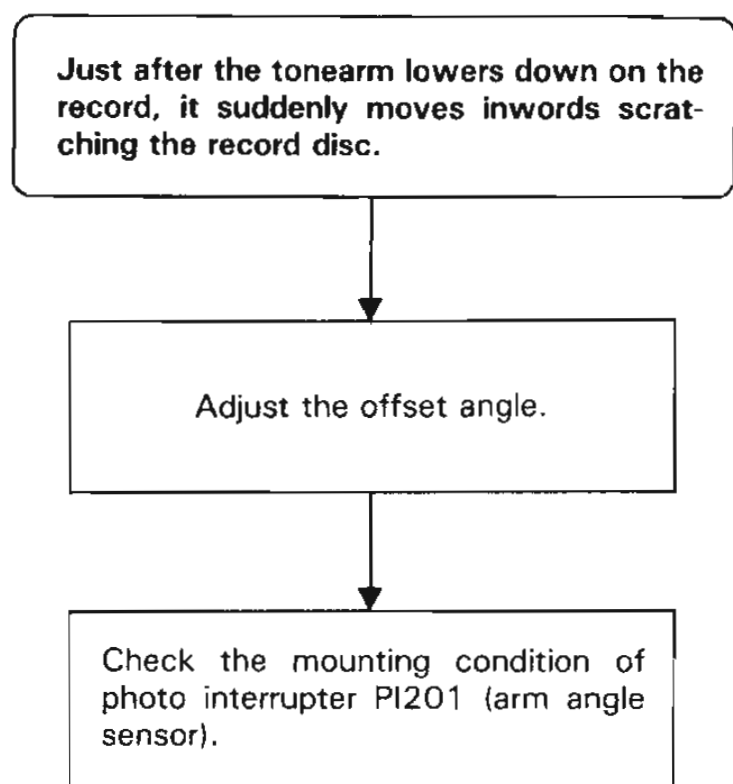 Just after the tonearm lowers down on the
record, it suddenly moves inwords scrat-
ching the record disc.
Adjust the offset angle.
Check the mounting condition of
photo interrupter PI201 (arm angle
sensor).